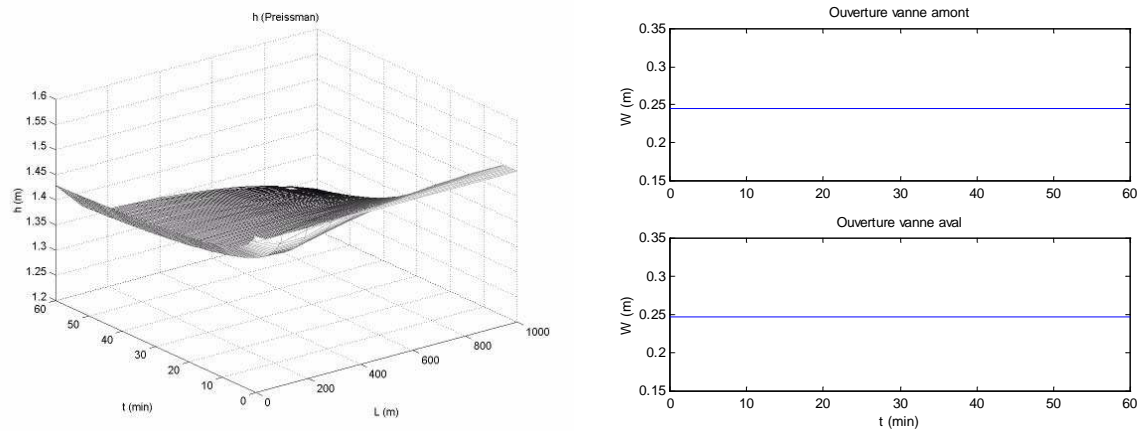 h (Preissman)
1.6
1.55
1.5
1.45
1.4
1.35
1.3
1.25
1.2
h (m)
60
50
40
30
20
10
0
t (min)
0
200
400
600
800
1000
L (m)
Ouverture vanne amont
0.35
0.3
0.25
0.2
0.15
W (m)
0 10 20 30 40 50 60
Ouverture vanne aval
0.35
0.3
0.25
0.2
0.15
W (m)
0 10 20 30 40 50 60
t (min)